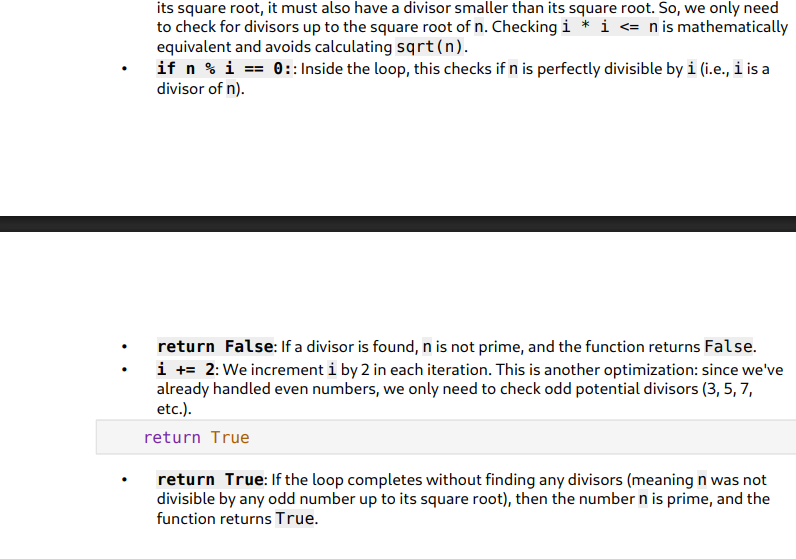 its square root, it must also have a divisor smaller than its square root. So, we only need
to check for divisors up to the square root of n. Checking i * i <= n is mathematically
equivalent and avoids calculating sqrt(n).
• if n % i == 0:: Inside the loop, this checks if n is perfectly divisible by i (i.e., i is a
divisor of n).
• return False: If a divisor is found, n is not prime, and the function returns False.
• i += 2: We increment i by 2 in each iteration. This is another optimization: since we've
already handled even numbers, we only need to check odd potential divisors (3, 5, 7,
etc.).
return True
• return True: If the loop completes without finding any divisors (meaning n was not
divisible by any odd number up to its square root), then the number n is prime, and the
function returns True.